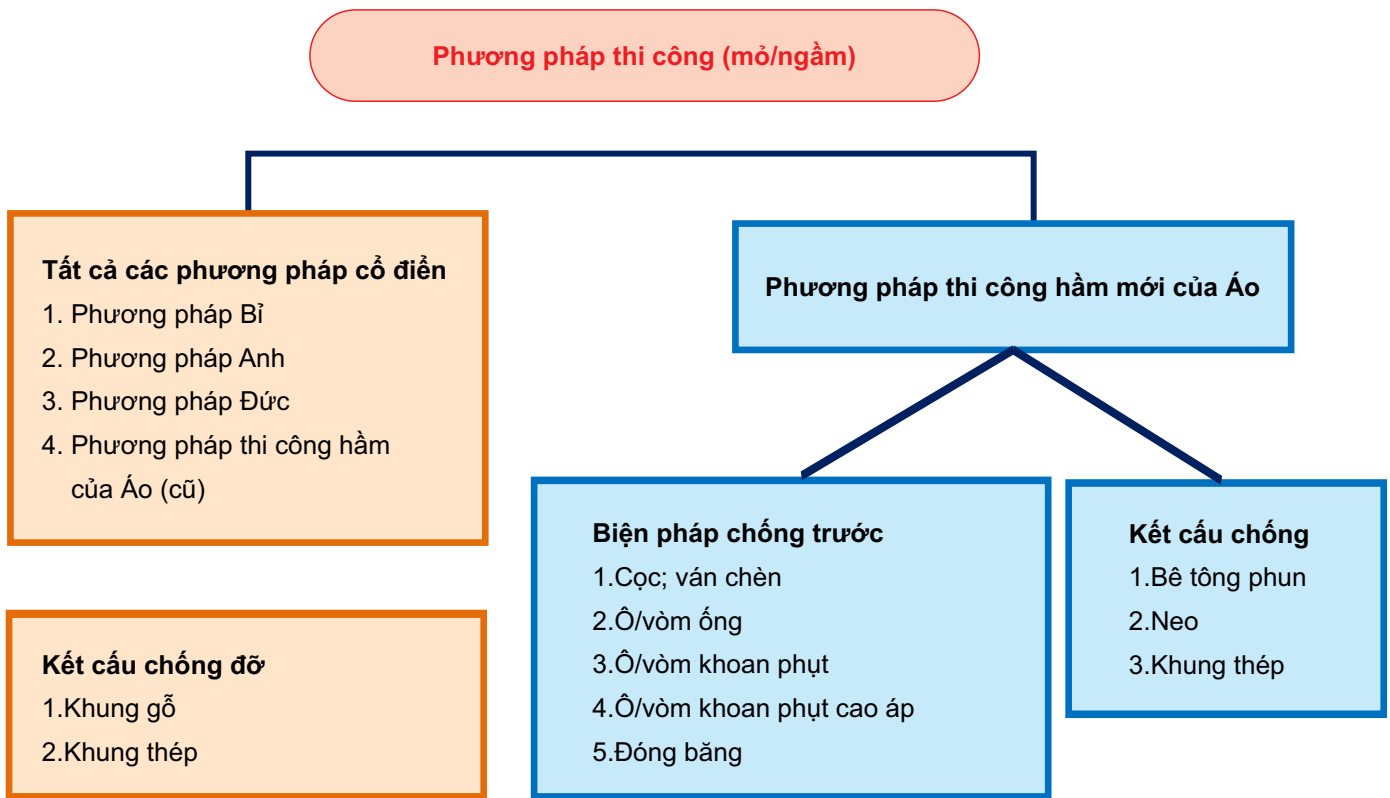 Phương pháp thi công (mỏ/ngầm)
Tất cả các phương pháp cổ điển
1. Phương pháp Bỉ
2. Phương pháp Anh
3. Phương pháp Đức
4. Phương pháp thi công hầm
của Áo (cũ)
Kết cấu chống đỡ
1.Khung gỗ
2.Khung thép
Phương pháp thi công hầm mới của Áo
Biện pháp chống trước
1.Cọc; ván chèn
2.Ô/vòm ống
3.Ô/vòm khoan phụt
4.Ô/vòm khoan phụt cao áp
5.Đóng băng
Kết cấu chống
1.Bê tông phun
2.Neo
3.Khung thép